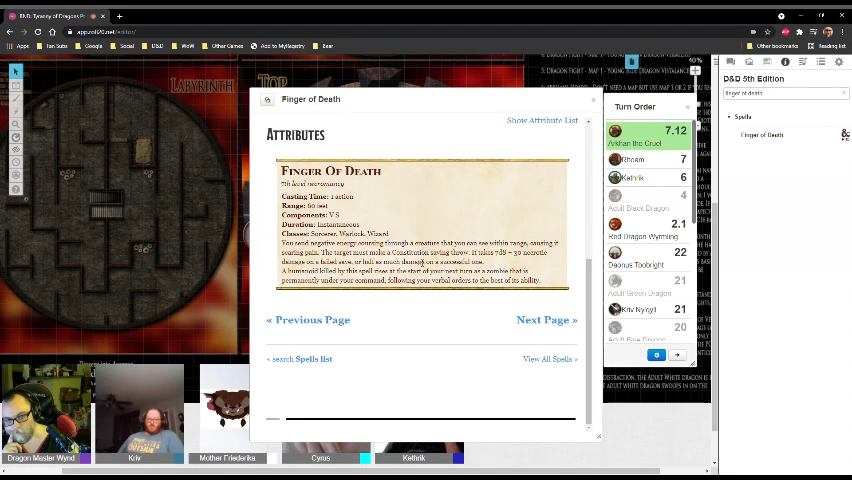 BND: Tyranny of Dragons Pt
app.roll20.net/editor/
Apps
Tan Subs
Google
Social
D&D
WoW
Other Games
Add to MyRegistry
Bear
Other bookmarks
Reading list
LABYRINTH
TOP
40%
Finger of Death
Show Attribute List
ATTRIBUTES
FINGER OF DEATH
7th level necromancy
Casting Time: 1 action
Range: 60 feet
Components: V S
Duration: Instantaneous
Classes: Sorcerer, Warlock, Wizard
You send negative energy coursing through a creature that you can see within range, causing it
searing pain. The target must make a Constitution saving throw. It takes 7d8 + 30 necrotic
damage on a failed save, or half as much damage on a successful one.
A humanoid killed by this spell rises at the start of your next turn as a zombie that is
permanently under your command, following your verbal orders to the best of its ability.
« Previous Page
Next Page »
« search Spells list
View All Spells »
Turn Order
7.12
Arkhan the Cruel
Rhoam 7
Kethrik 6
4
Adult Black Dragon
2.1
Red Dragon Wyrmling
22
Daonus Toobright
21
Adult Green Dragon
Kriv Ny'qyll 21
20
Adult Blue Dragon
D&D 5th Edition
finger of death
Spells
Finger of Death
Dragon Master Wynd
Kriv
Mother Friederika
Cyrus
Kethrik